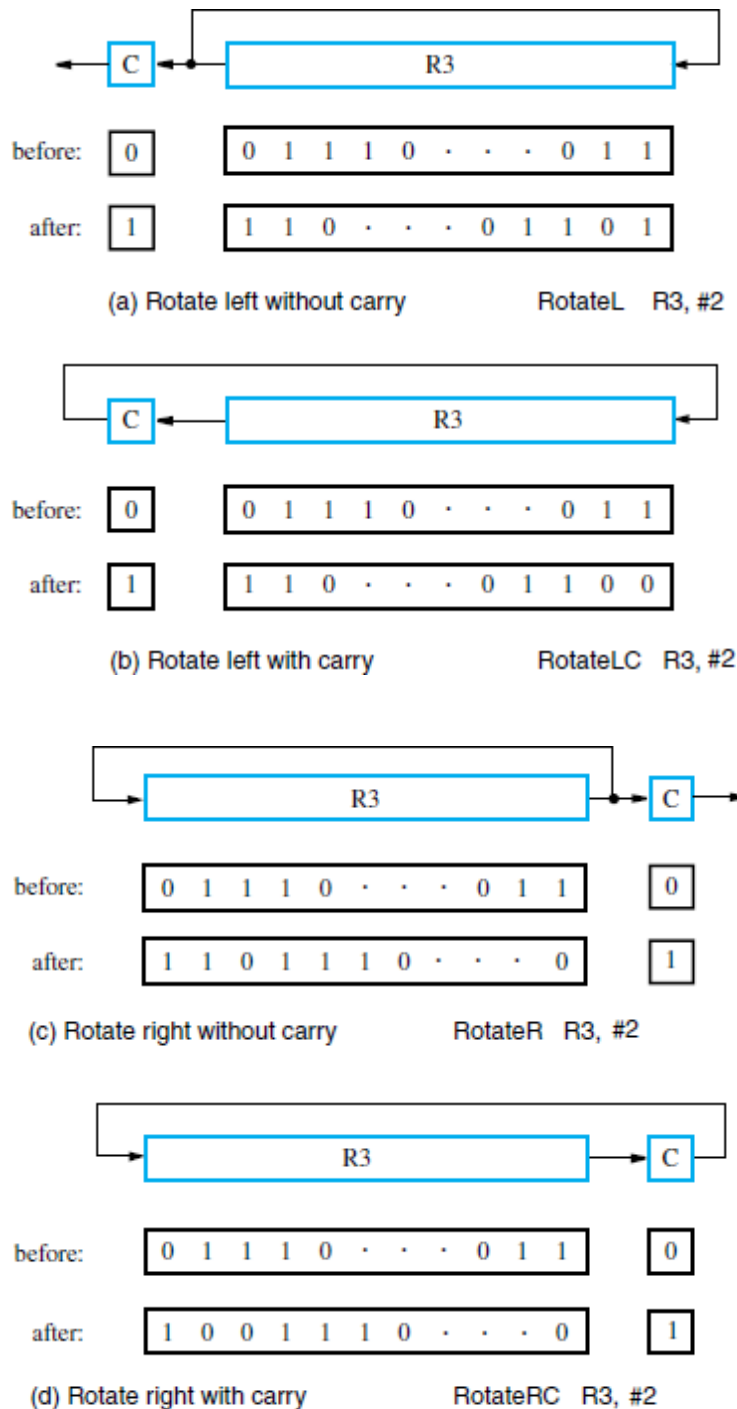 C R3
before: 0 0 1 1 1 0 · · · 0 1 1
after: 1 1 1 0 · · · 0 1 1 0 1
(a) Rotate left without carry RotateL R3, #2
C R3
before: 0 0 1 1 1 0 · · · 0 1 1
after: 1 1 1 0 · · · 0 1 1 0 0
(b) Rotate left with carry RotateLC R3, #2
R3 C
before: 0 1 1 1 0 · · · 0 1 1 0
after: 1 1 0 1 1 1 0 · · · 0 1
(c) Rotate right without carry RotateR R3, #2
R3 C
before: 0 1 1 1 0 · · · 0 1 1 0
after: 1 0 0 1 1 1 0 · · · 0 1
(d) Rotate right with carry RotateRC R3, #2